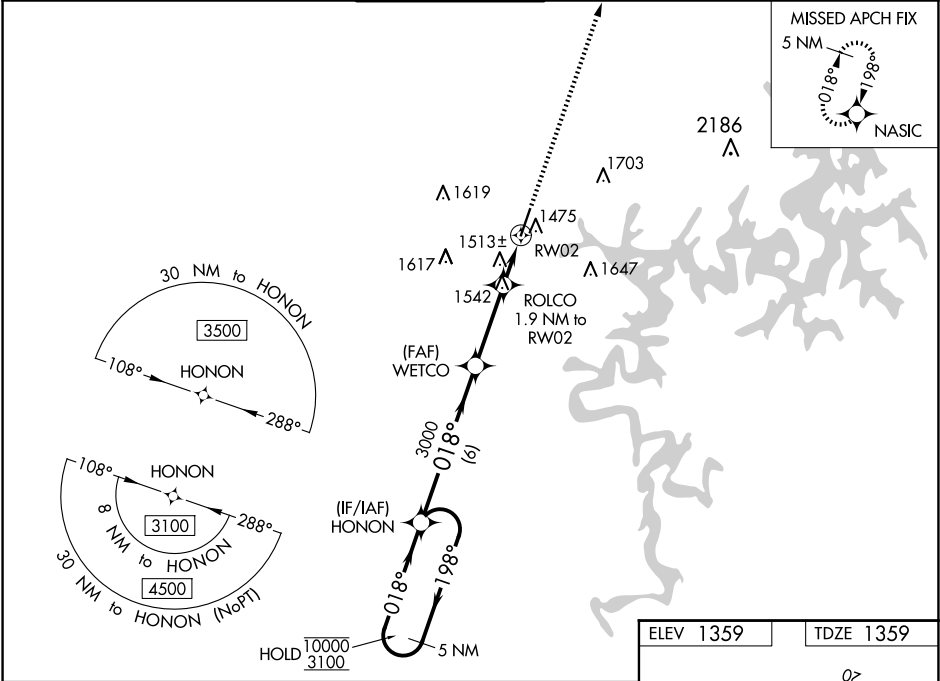 MISSED APCH FIX
5 NM
018°
198°
NASIC
2186
1703
1619
1475
1513±
RW02
1617
1647
1542
ROLCO
1.9 NM to
RW02
30 NM to HONON
3500
HONON
108°
288°
(FAF)
WETCO
3000
018°
(6)
108°
HONON
288°
3100
8 NM to HONON
4500
30 NM to HONON (NoPT)
(IF/IAF)
HONON
018°
198°
HOLD 10000
3100
5 NM
ELEV 1359
TDZE 1359
02